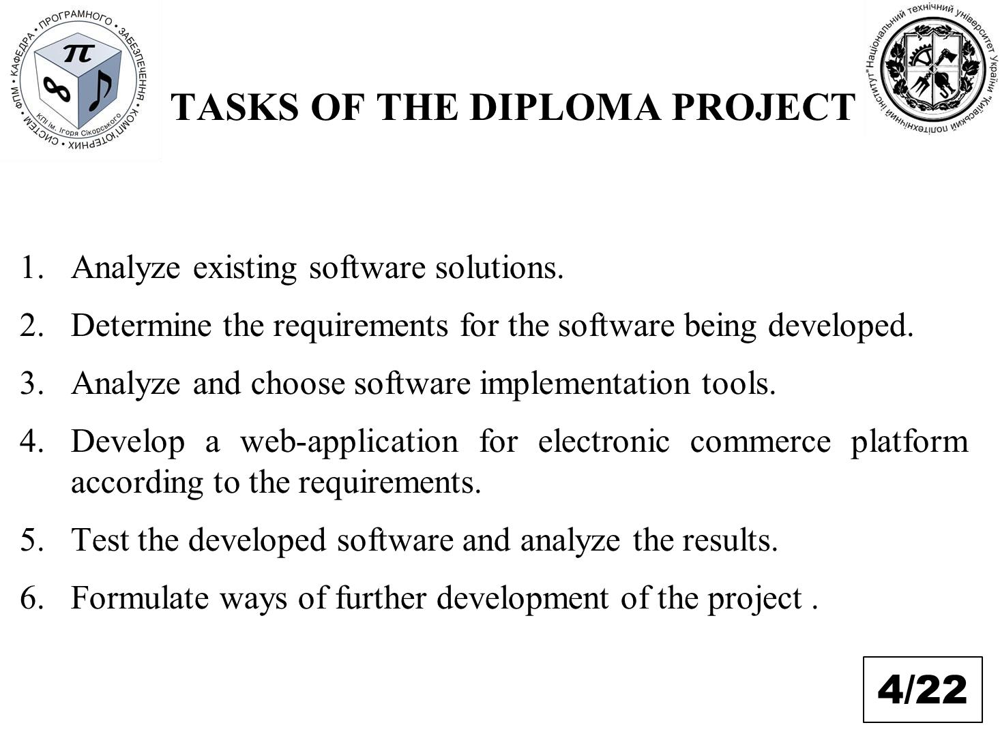 ФПМ • КАФЕДРА • ПРОГРАМНОГО • ЗАБЕЗПЕЧЕННЯ • КОМП'ЮТЕРНИХ • СИСТЕМ •
π
∞
КПІ ім. Ігоря Сікорського
Національний технічний університет України "Київський політехнічний інститут"
TASKS OF THE DIPLOMA PROJECT
1. Analyze existing software solutions.
2. Determine the requirements for the software being developed.
3. Analyze and choose software implementation tools.
4. Develop a web-application for electronic commerce platform
according to the requirements.
5. Test the developed software and analyze the results.
6. Formulate ways of further development of the project .
4/22